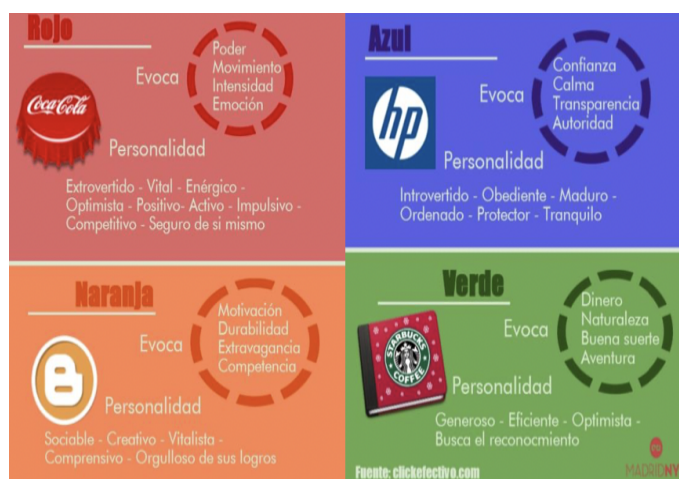 Rojo
Evoca
Poder
Movimiento
Intensidad
Emoción
Coca-Cola
Personalidad
Extrovertido - Vital - Enérgico -
Optimista - Positivo- Activo - Impulsivo -
Competitivo - Seguro de si mismo
Azul
Evoca
Confianza
Calma
Transparencia
Autoridad
hp
Personalidad
Introvertido - Obediente - Maduro -
Ordenado - Protector - Tranquilo
Naranja
Evoca
Motivación
Durabilidad
Extravagancia
Competencia
Personalidad
Sociable - Creativo - Vitalista -
Comprensivo - Orgulloso de sus logros
Verde
Evoca
Dinero
Naturaleza
Buena suerte
Aventura
STARBUCKS
COFFEE
Personalidad
Generoso - Eficiente - Optimista -
Busca el reconocmiento
Fuente: clickefectivo.com
MADRIDNY